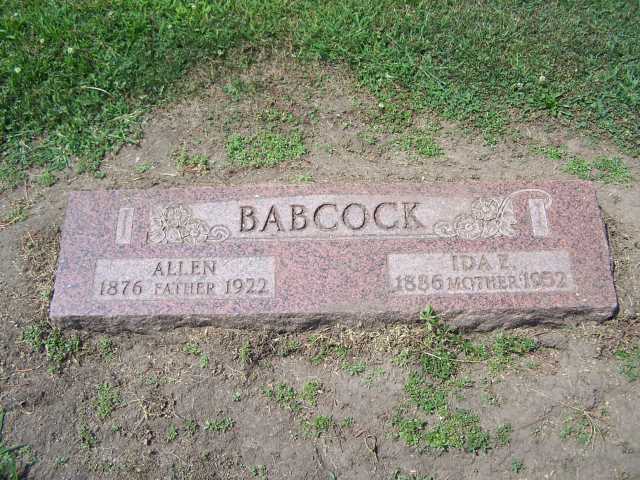 BABCOCK
ALLEN
1876 FATHER 1922
IDA E.
1886 MOTHER 1952